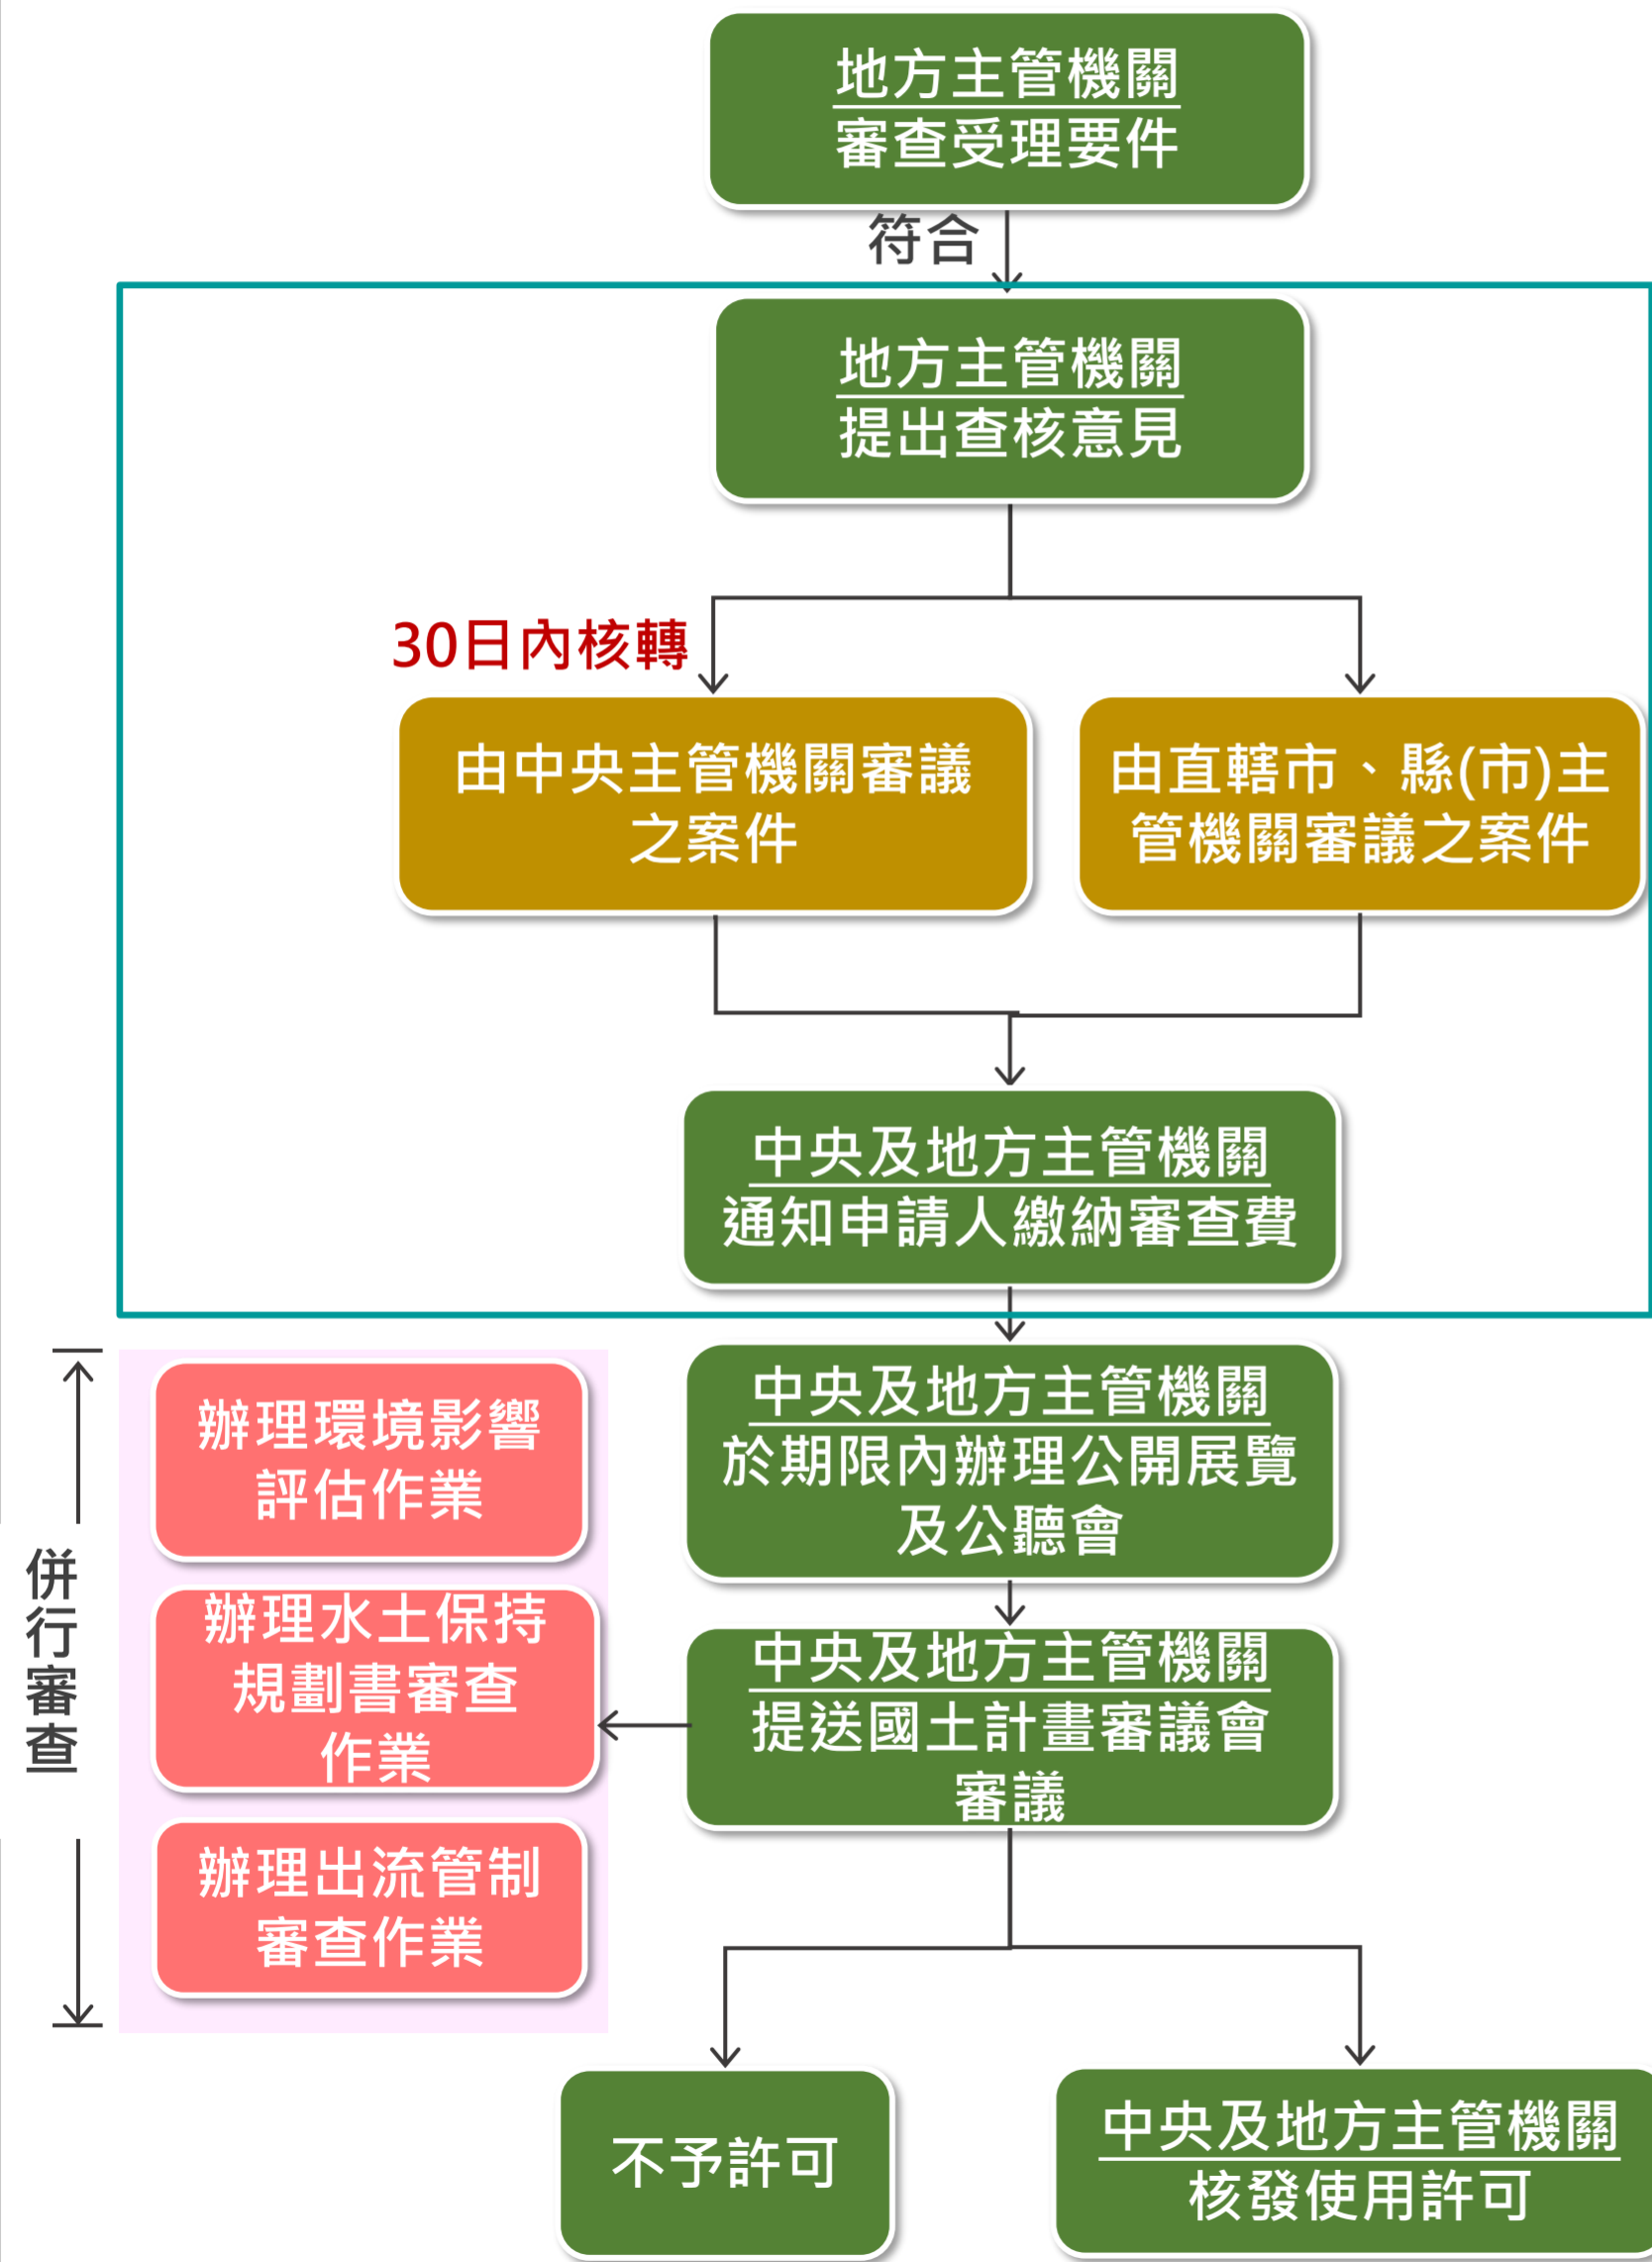 地方主管機關
審查受理要件
符合
地方主管機關
提出查核意見
30日內核轉
由中央主管機關審議
之案件
由直轄市、縣(市)主
管機關審議之案件
中央及地方主管機關
通知申請人繳納審查費
中央及地方主管機關
於期限內辦理公開展覽
及公聽會
併行審查
辦理環境影響
評估作業
辦理水土保持
規劃書審查
作業
辦理出流管制
審查作業
中央及地方主管機關
提送國土計畫審議會
審議
不予許可
中央及地方主管機關
核發使用許可